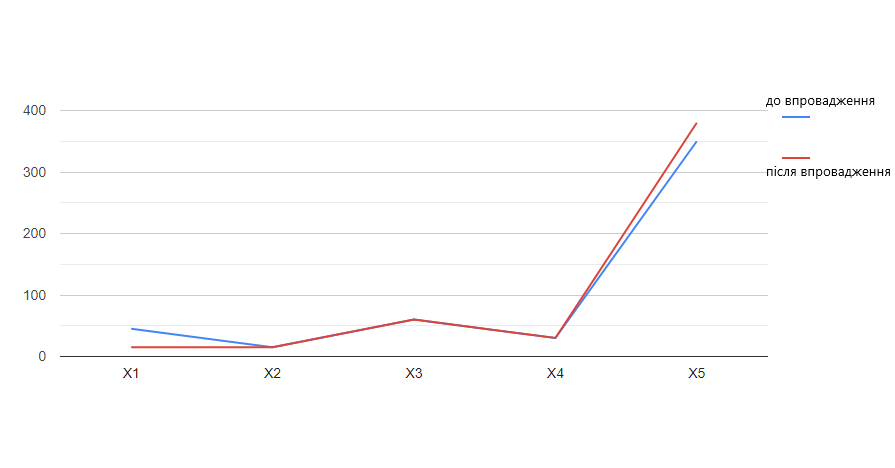 до впровадження
400
300
після впровадження
200
100
0
X1 X2 X3 X4 X5